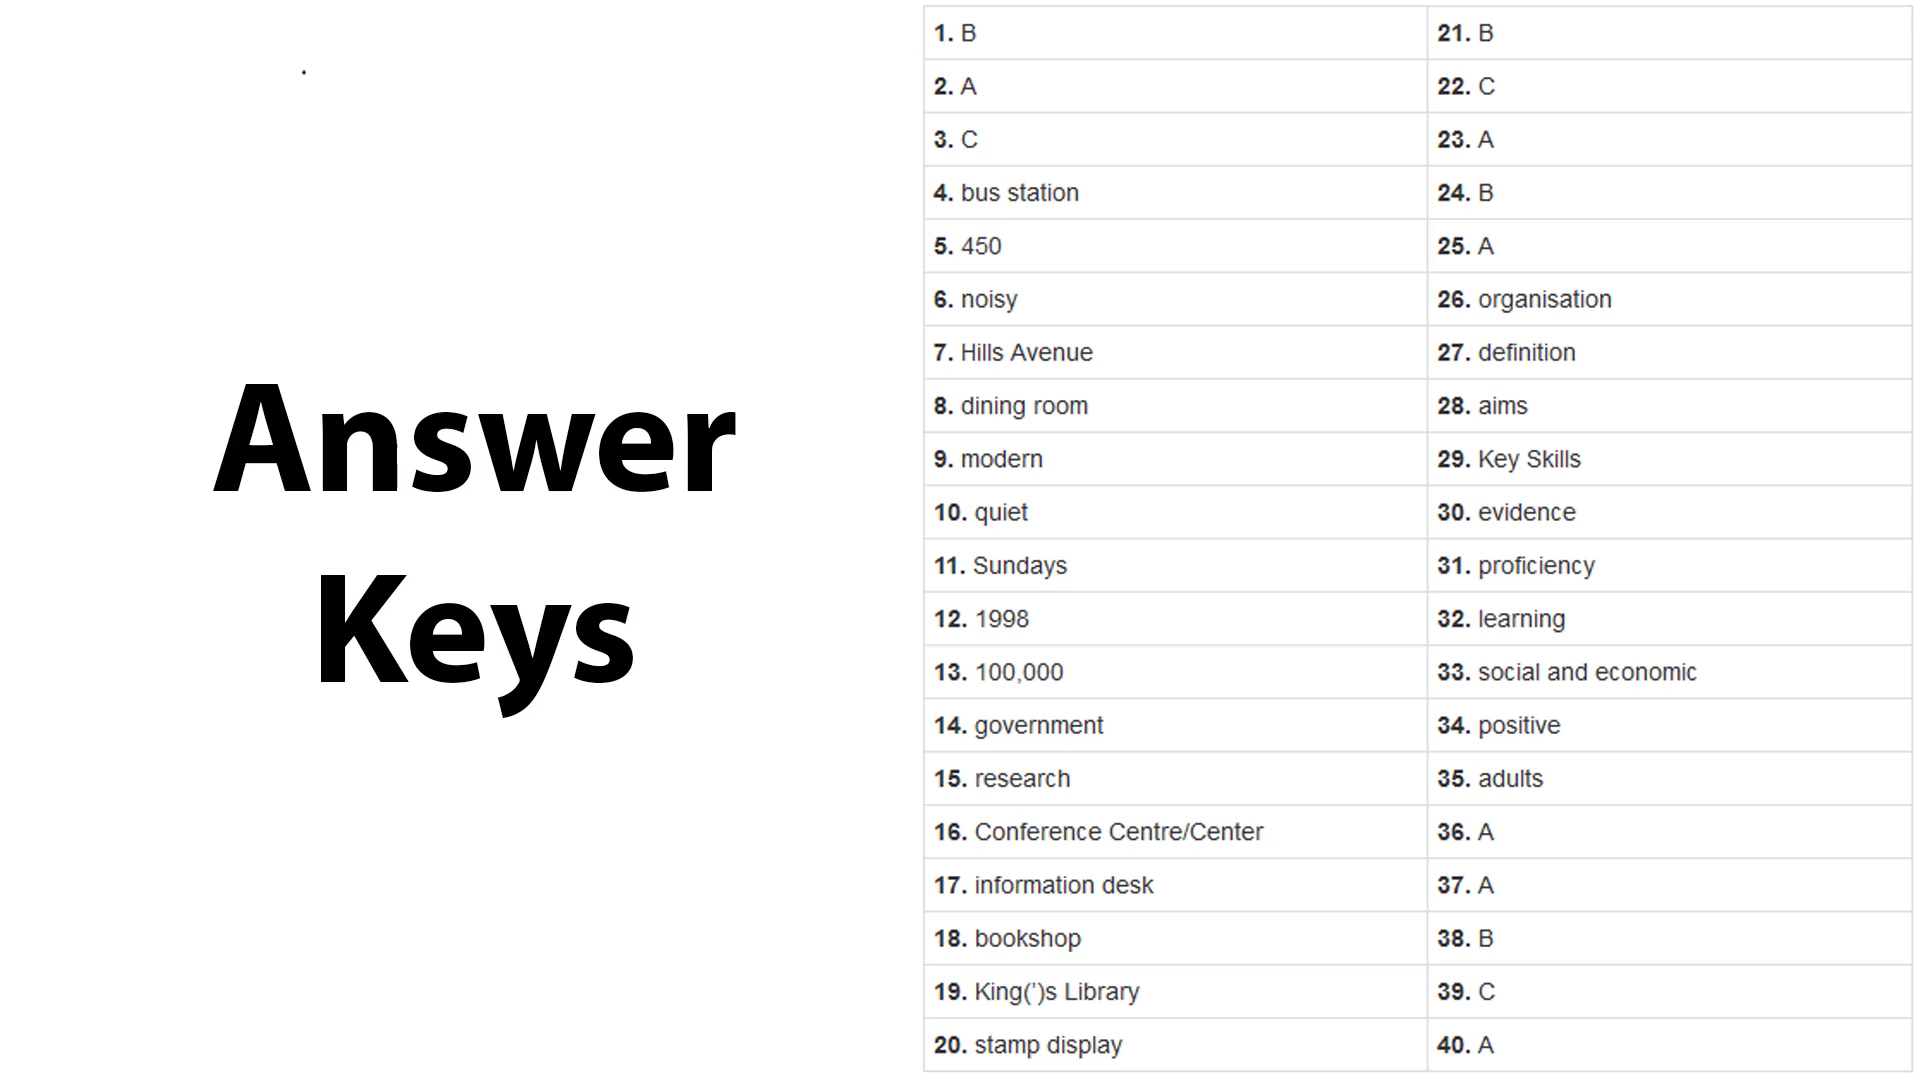 Answer
Keys
1. B
2. A
3. C
4. bus station
5. 450
6. noisy
7. Hills Avenue
8. dining room
9. modern
10. quiet
11. Sundays
12. 1998
13. 100,000
14. government
15. research
16. Conference Centre/Center
17. information desk
18. bookshop
19. King(’)s Library
20. stamp display
21. B
22. C
23. A
24. B
25. A
26. organisation
27. definition
28. aims
29. Key Skills
30. evidence
31. proficiency
32. learning
33. social and economic
34. positive
35. adults
36. A
37. A
38. B
39. C
40. A